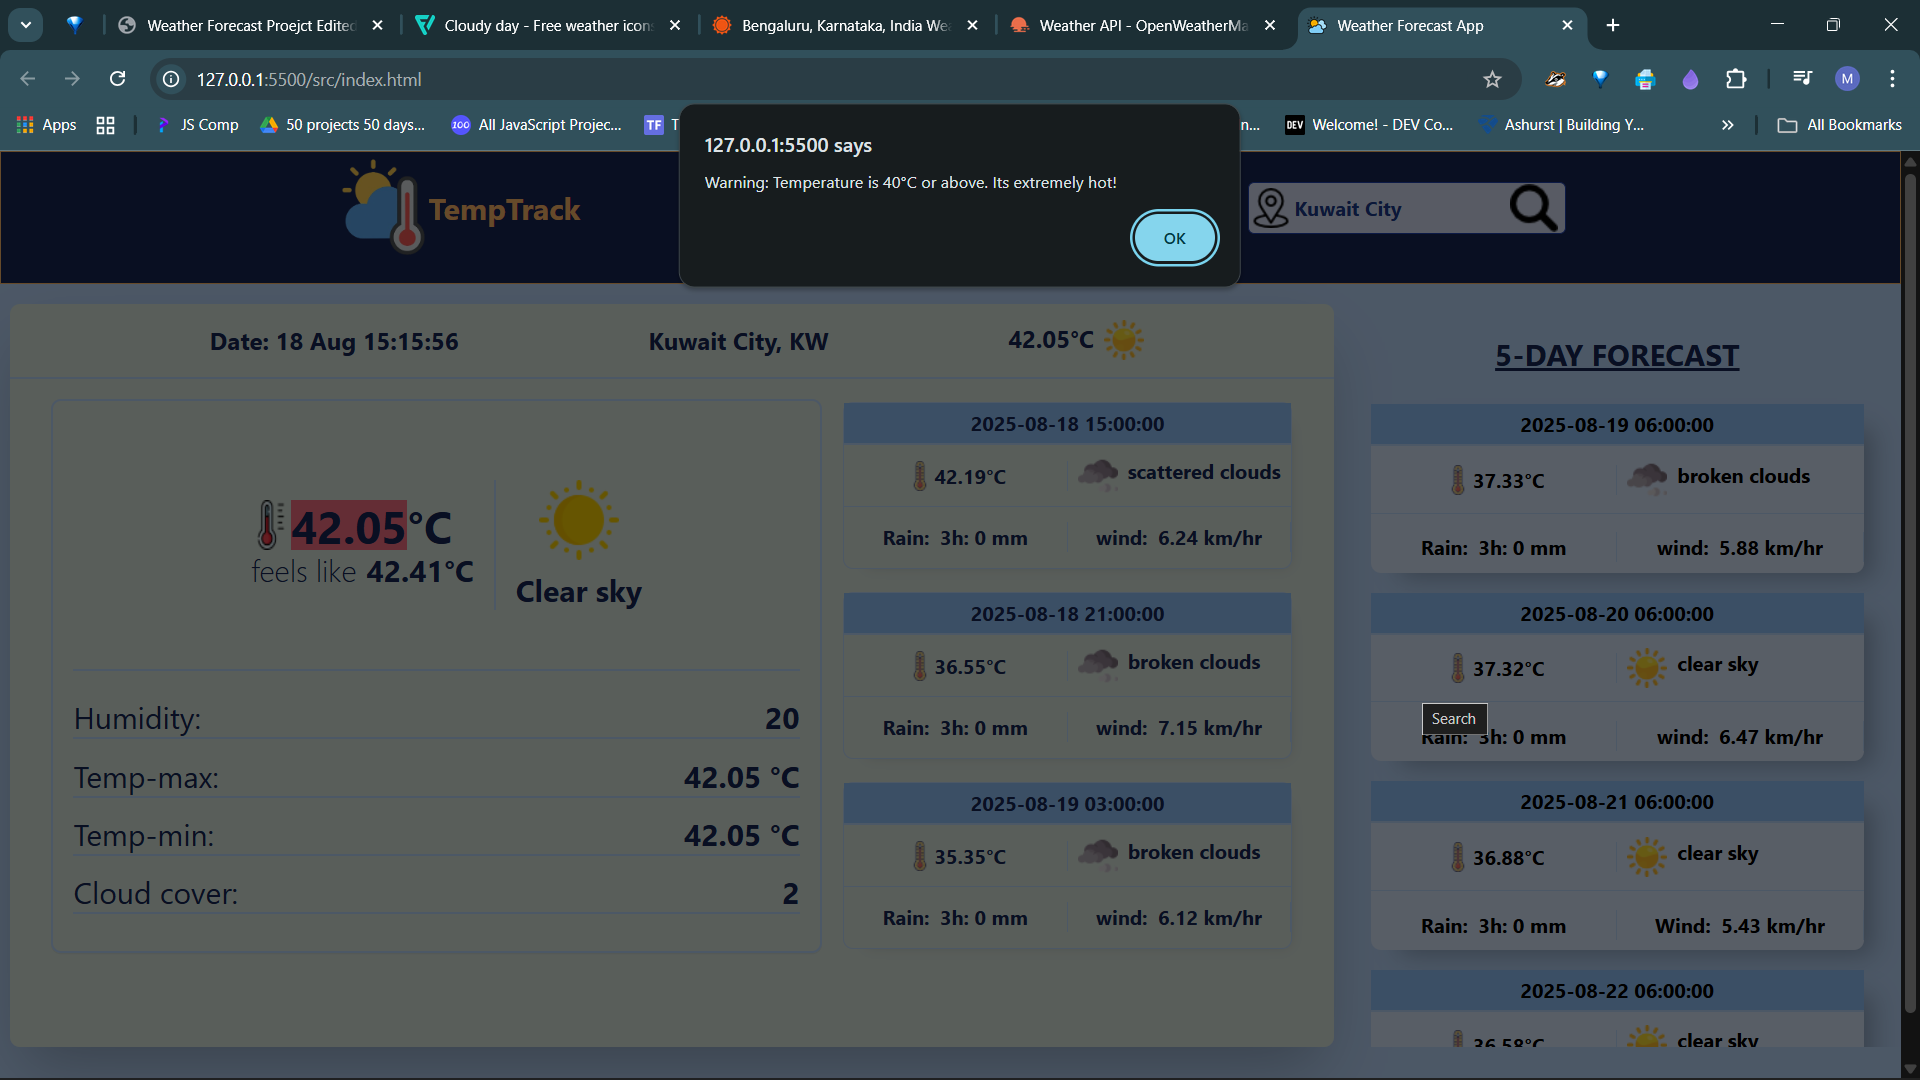 Weather Forecast Proejct Edited
Cloudy day - Free weather icons
Bengaluru, Karnataka, India We
Weather API - OpenWeatherMa
Weather Forecast App
127.0.0.1:5500/src/index.html
M
Apps
JS Comp
50 projects 50 days...
100
All JavaScript Projec...
TF
T
n...
DEV
Welcome! - DEV Co...
Ashurst | Building Y...
All Bookmarks
127.0.0.1:5500 says
Warning: Temperature is 40°C or above. Its extremely hot!
OK
TempTrack
Kuwait City
Date: 18 Aug 15:15:56
Kuwait City, KW
42.05°C
42.05°C
feels like 42.41°C
Clear sky
Humidity: 20
Temp-max: 42.05 °C
Temp-min: 42.05 °C
Cloud cover: 2
2025-08-18 15:00:00
42.19°C
scattered clouds
Rain: 3h: 0 mm
wind: 6.24 km/hr
2025-08-18 21:00:00
36.55°C
broken clouds
Rain: 3h: 0 mm
wind: 7.15 km/hr
2025-08-19 03:00:00
35.35°C
broken clouds
Rain: 3h: 0 mm
wind: 6.12 km/hr
5-DAY FORECAST
2025-08-19 06:00:00
37.33°C
broken clouds
Rain: 3h: 0 mm
wind: 5.88 km/hr
2025-08-20 06:00:00
37.32°C
clear sky
Search
Rain: 3h: 0 mm
wind: 6.47 km/hr
2025-08-21 06:00:00
36.88°C
clear sky
Rain: 3h: 0 mm
Wind: 5.43 km/hr
2025-08-22 06:00:00
36.58°C
clear sky